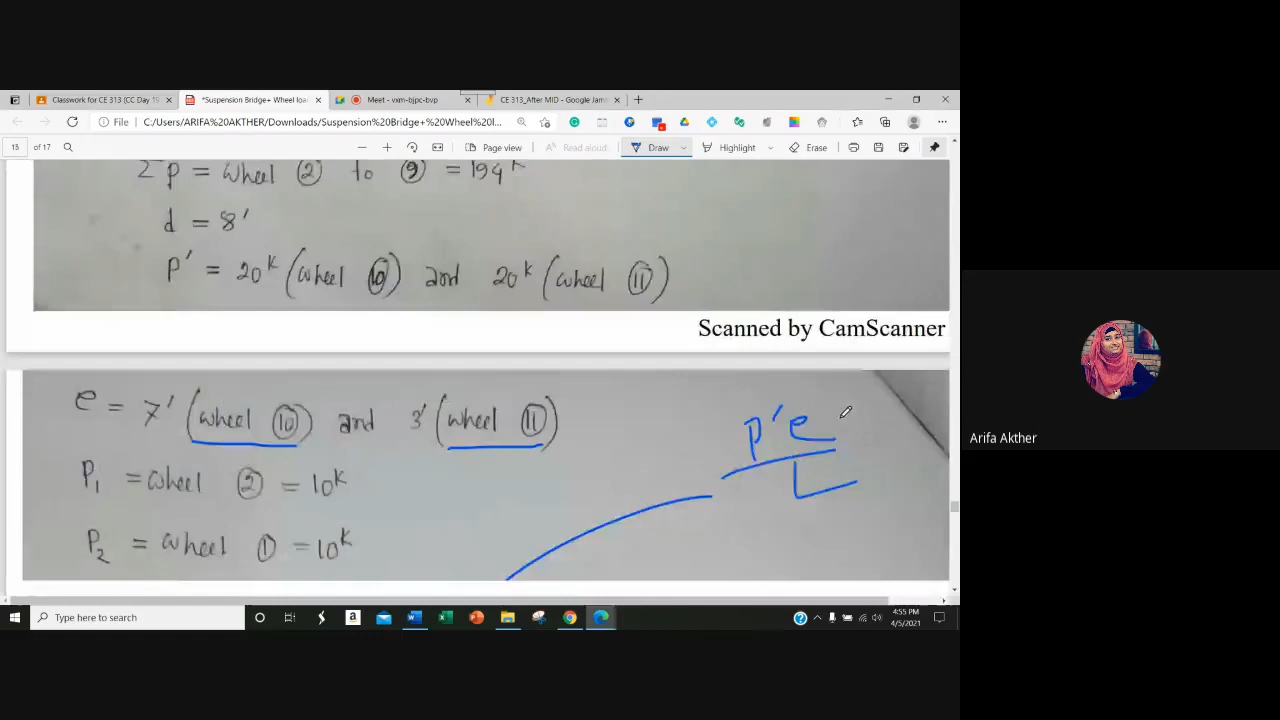 Classwork for CE 313 (CC Day 19
*Suspension Bridge+ Wheel loa
Meet - vxm-bjpc-bvp
CE 313_After MID - Google Jam
File
C:/Users/ARIFA%20AKTHER/Downloads/Suspension%20Bridge+%20Wheel%20l...
13 of 17
Page view
Read aloud
Draw
Highlight
Erase
Σ P = wheel ② to ⑨ = 194ᵏ
d = 8'
P' = 20ᵏ (wheel ⑩) and 20ᵏ (wheel ⑪)
Scanned by CamScanner
e = 7' (wheel ⑩) and 3' (wheel ⑪)
P'e
L
P₁ = wheel ② = 10ᵏ
P₂ = wheel ① = 10ᵏ
Arifa Akther
Type here to search
4:55 PM
4/5/2021